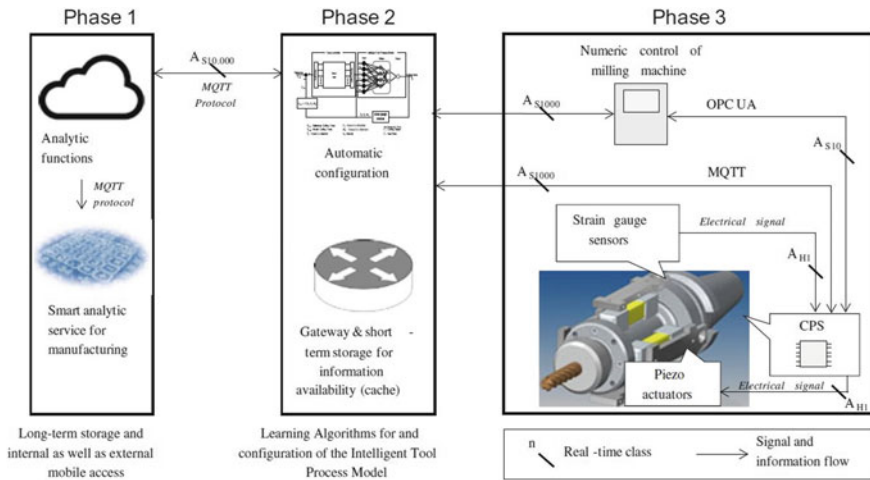 Phase 1
Phase 2
Phase 3
Analytic
functions
MQTT
protocol
Smart analytic
service for
manufacturing
A S10.000
MQTT
Protocol
Automatic
configuration
Gateway & short -
term storage for
information
availability (cache)
Numeric control of
milling machine
A S1000
OPC UA
A S10
A S1000
MQTT
Strain gauge
sensors
Electrical signal
A H1
CPS
Piezo
actuators
Electrical signal
A H1
Long-term storage and
internal as well as external
mobile access
Learning Algorithms for and
configuration of the Intelligent Tool
Process Model
n
Real -time class
Signal and
information flow